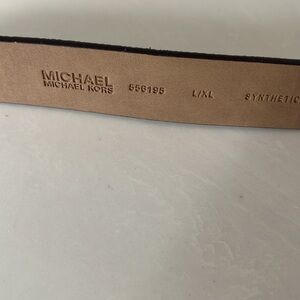 MICHAEL
MICHAEL KORS
556195
L/XL
SYNTHETIC